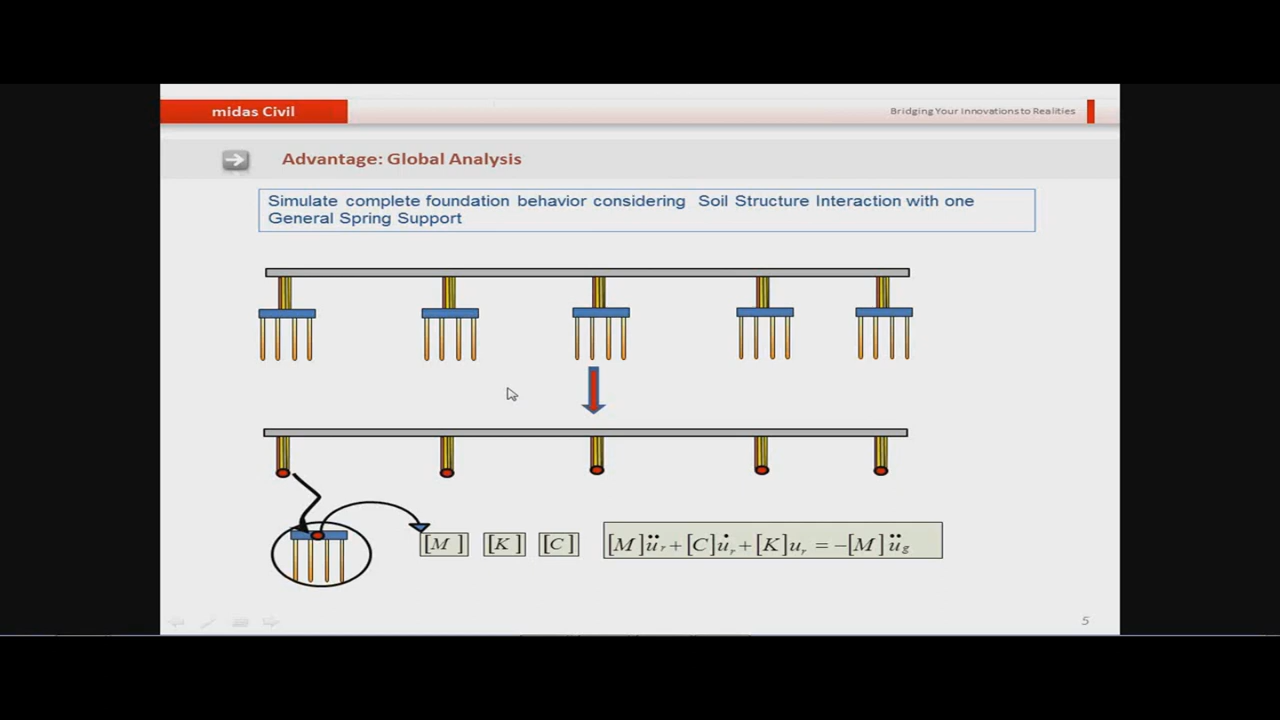 midas Civil
Bridging Your Innovations to Realities
Advantage: Global Analysis
Simulate complete foundation behavior considering Soil Structure Interaction with one
General Spring Support
[M] [K] [C] [M]ü_r+[C]u̇_r+[K]u_r = -[M]ü_g
5